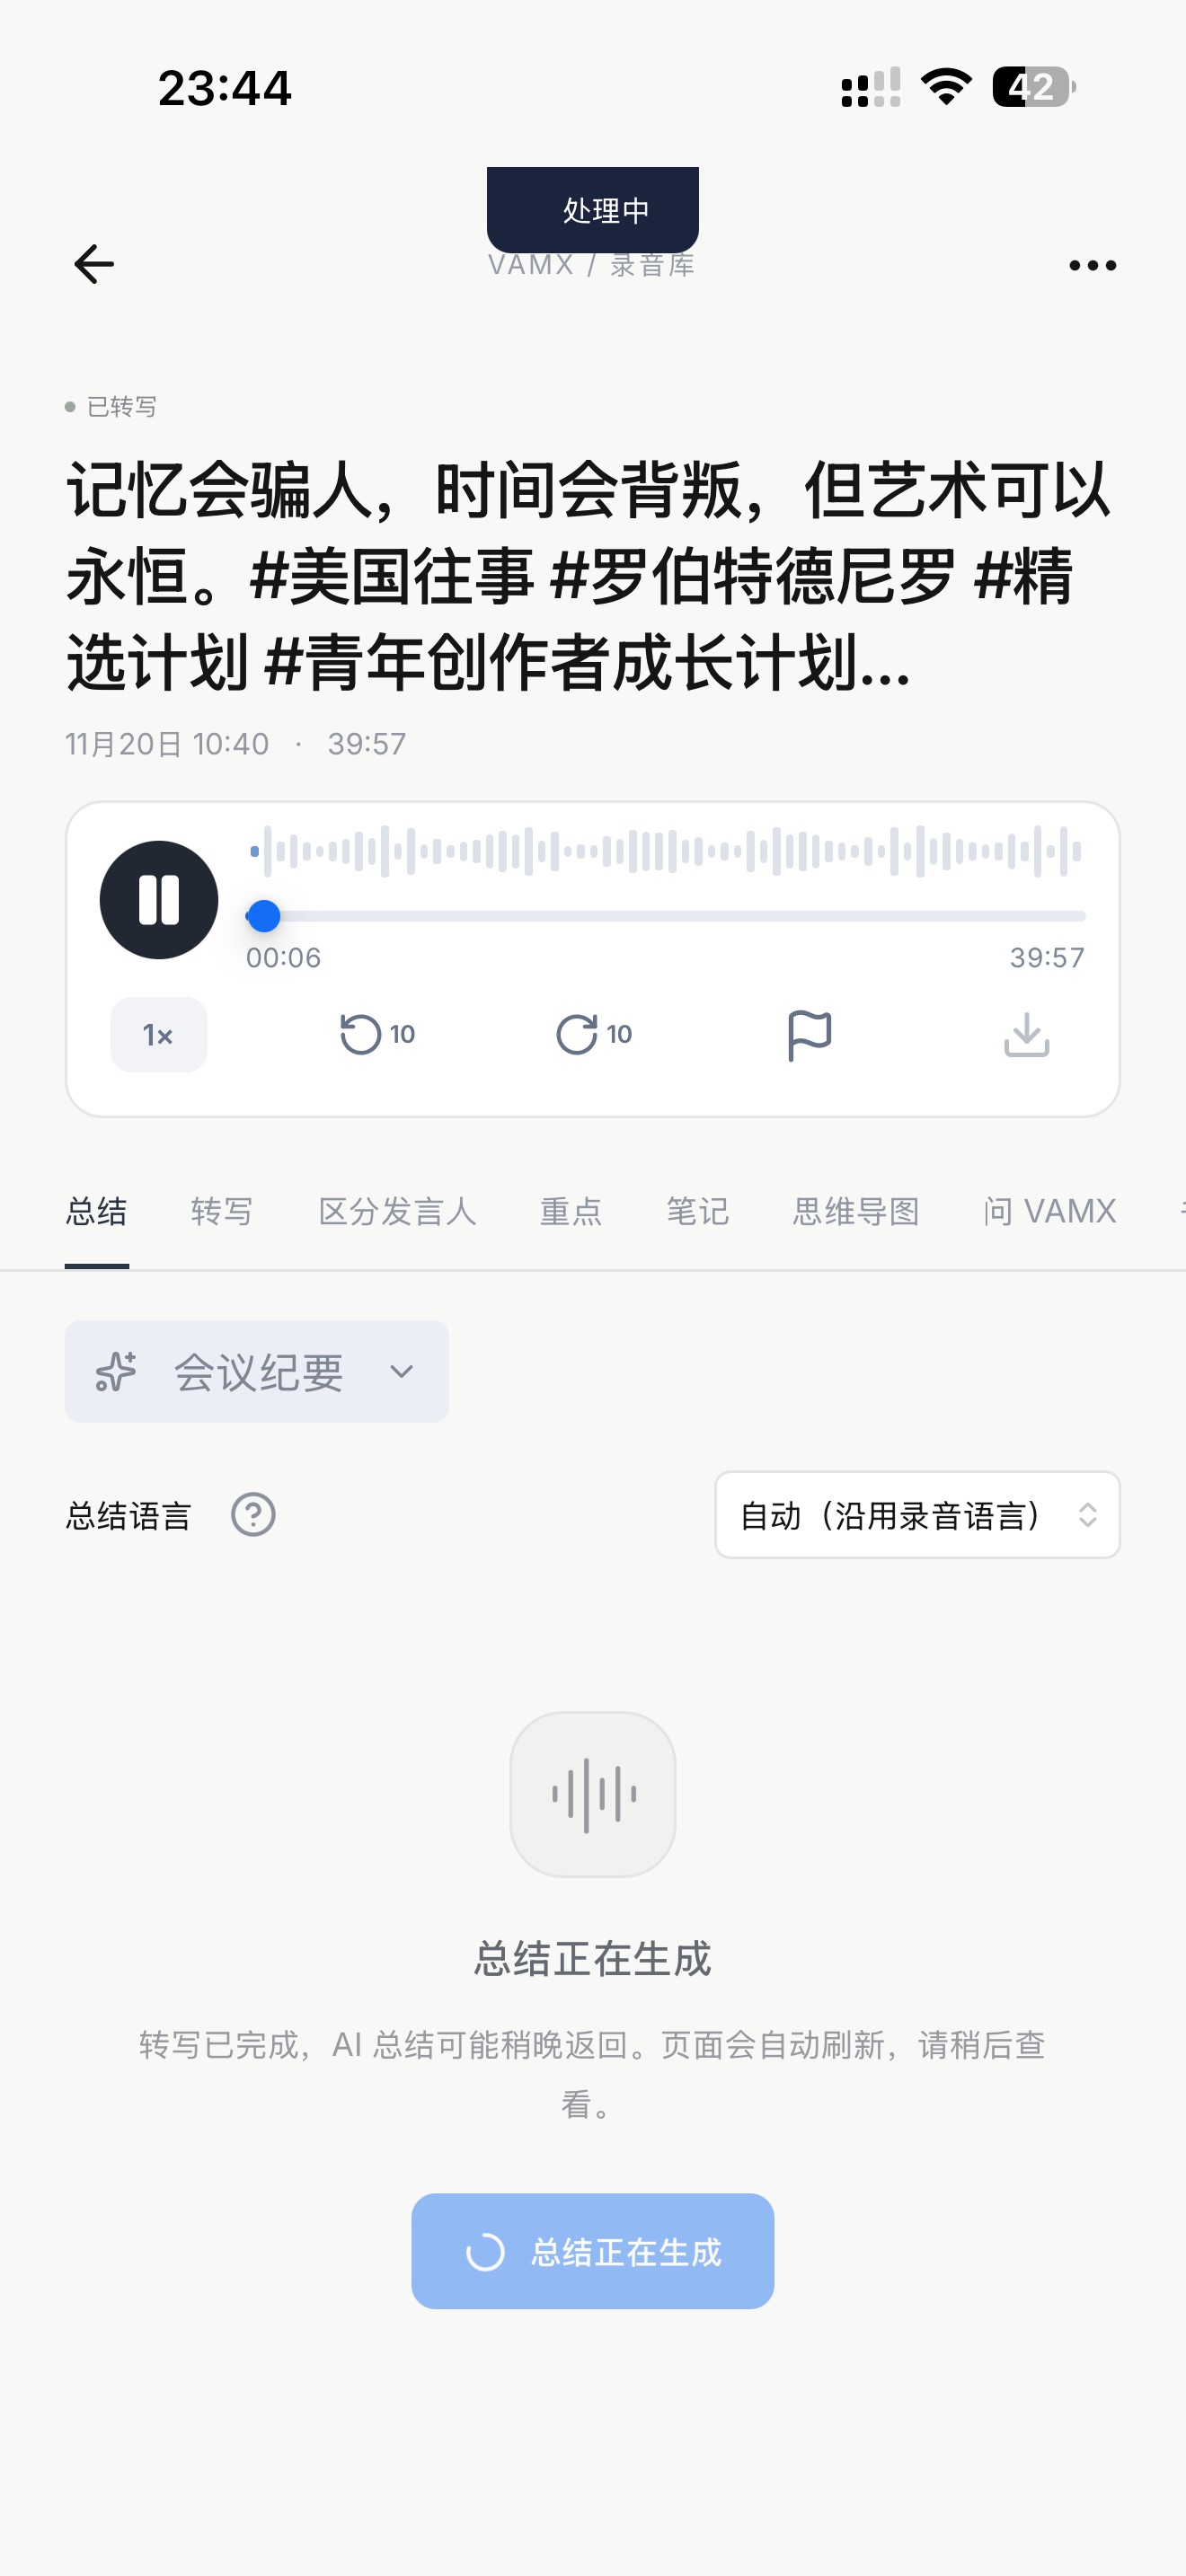 23:44
42
处理中
VAMX / 录音库
已转写
记忆会骗人，时间会背叛，但艺术可以
永恒。#美国往事 #罗伯特德尼罗 #精
选计划 #青年创作者成长计划...
11月20日 10:40 · 39:57
00:06
39:57
1×
10
10
总结 转写 区分发言人 重点 笔记 思维导图 问 VAMX
会议纪要
总结语言
自动（沿用录音语言）
总结正在生成
转写已完成，AI 总结可能稍晚返回。页面会自动刷新，请稍后查
看。
总结正在生成